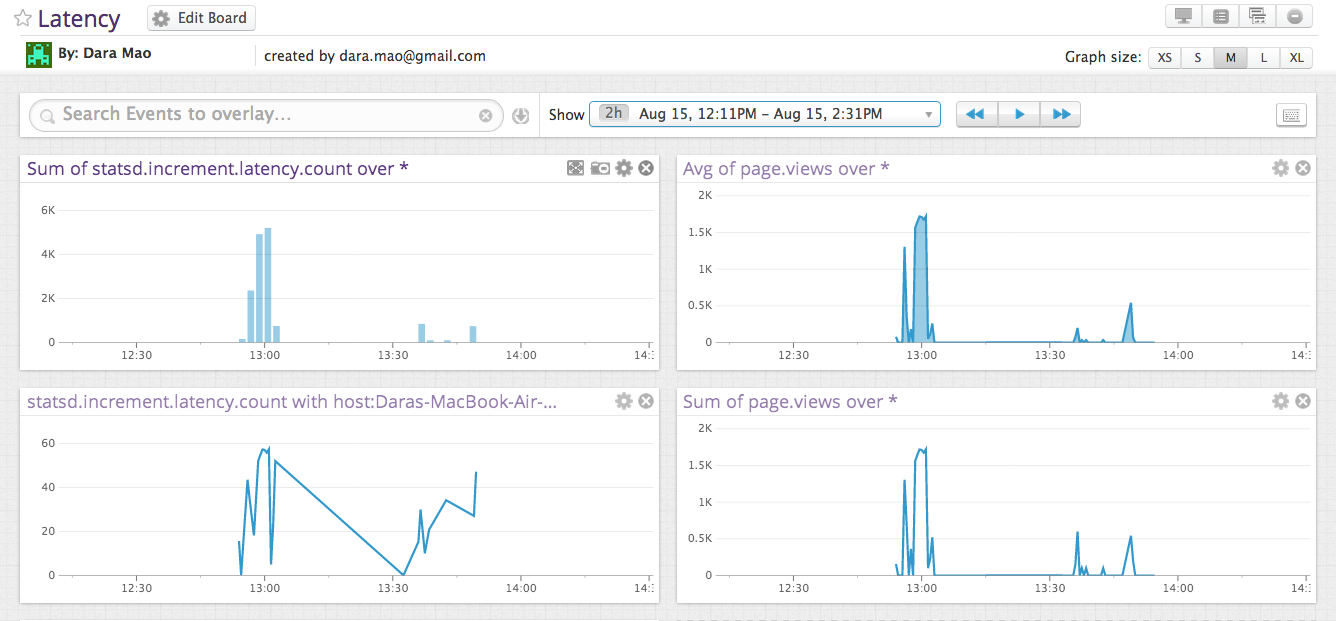 Latency
Edit Board
By: Dara Mao
created by dara.mao@gmail.com
Graph size: XS S M L XL
Search Events to overlay...
Show 2h Aug 15, 12:11PM – Aug 15, 2:31PM
Sum of statsd.increment.latency.count over *
6K
4K
2K
0
12:30 13:00 13:30 14:00 14:
Avg of page.views over *
2K
1.5K
1K
0.5K
0
12:30 13:00 13:30 14:00 14:
statsd.increment.latency.count with host:Daras-MacBook-Air-...
60
40
20
0
12:30 13:00 13:30 14:00 14:
Sum of page.views over *
2K
1.5K
1K
0.5K
0
12:30 13:00 13:30 14:00 14: